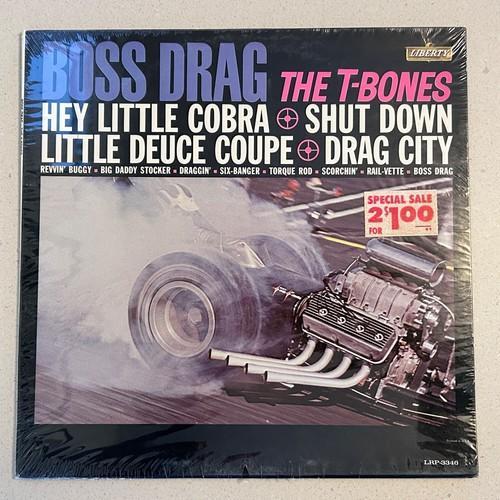 LIBERTY
BOSS DRAG THE T-BONES
HEY LITTLE COBRA SHUT DOWN
LITTLE DEUCE COUPE DRAG CITY
REVVIN' BUGGY • BIG DADDY STOCKER • DRAGGIN' • SIX-BANGER • TORQUE ROD • SCORCHIN' • RAIL-VETTE • BOSS DRAG
SPECIAL SALE
2 $1.00
FOR
LRP-3346